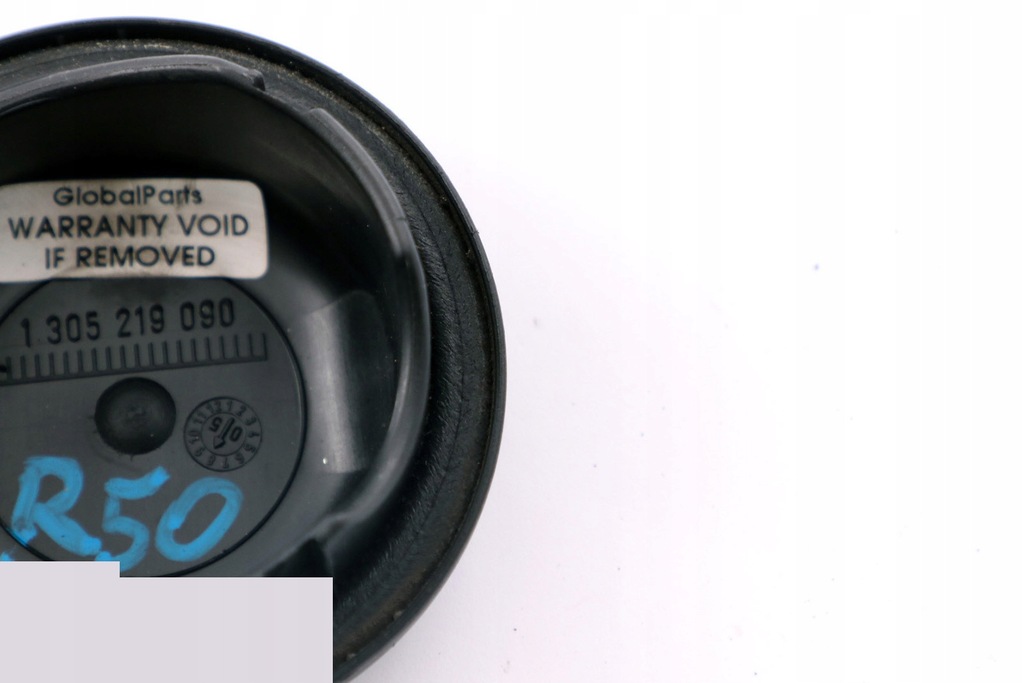 GlobalParts
WARRANTY VOID
IF REMOVED
1 305 219 090
R50